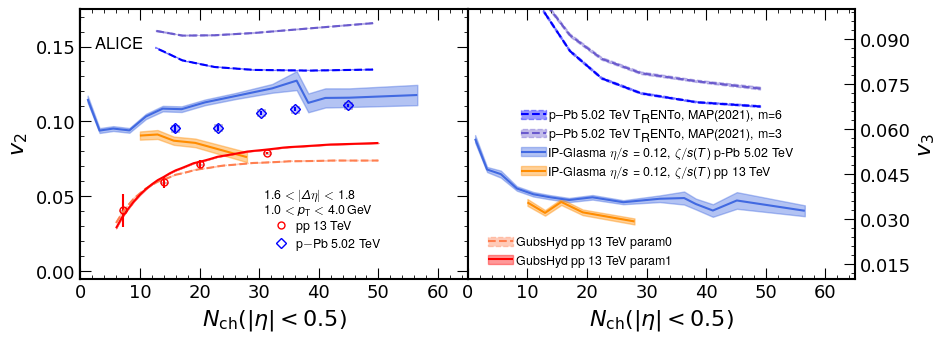 ALICE
0.15
0.10
0.05
0.00
v₂
1.6 < |Δη| < 1.8
1.0 < p_T < 4.0 GeV
pp 13 TeV
p−Pb 5.02 TeV
0 10 20 30 40 50 60
N_ch(|η| < 0.5)
p–Pb 5.02 TeV T_RENTo, MAP(2021), m=6
p–Pb 5.02 TeV T_RENTo, MAP(2021), m=3
IP-Glasma η/s = 0.12, ζ/s(T) p-Pb 5.02 TeV
IP-Glasma η/s = 0.12, ζ/s(T) pp 13 TeV
GubsHyd pp 13 TeV param0
GubsHyd pp 13 TeV param1
0.090
0.075
0.060
0.045
0.030
0.015
v₃
0 10 20 30 40 50 60
N_ch(|η| < 0.5)